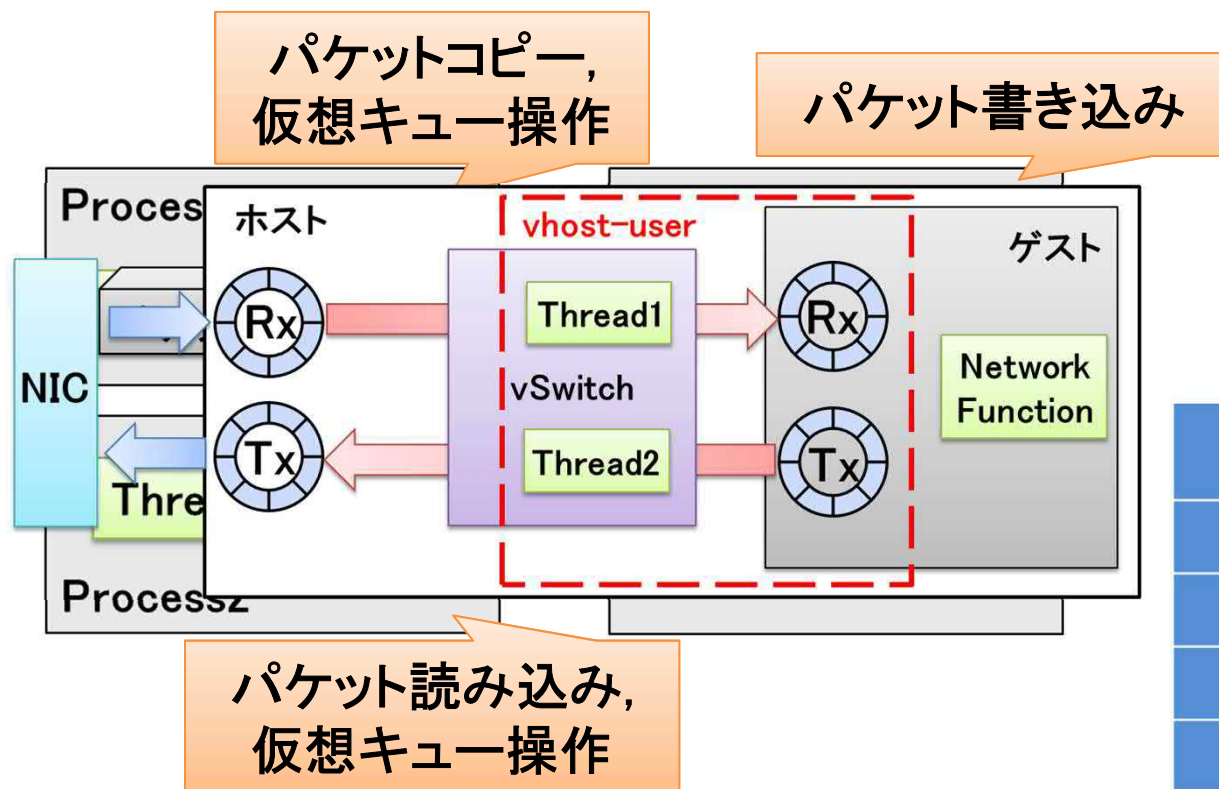 パケットコピー,
仮想キュー操作
パケット書き込み
Proces
ホスト
vhost-user
ゲスト
Rx
Thread1
Rx
NIC
vSwitch
Network
Function
Tx
Thread2
Tx
Thre
Process2
パケット読み込み,
仮想キュー操作